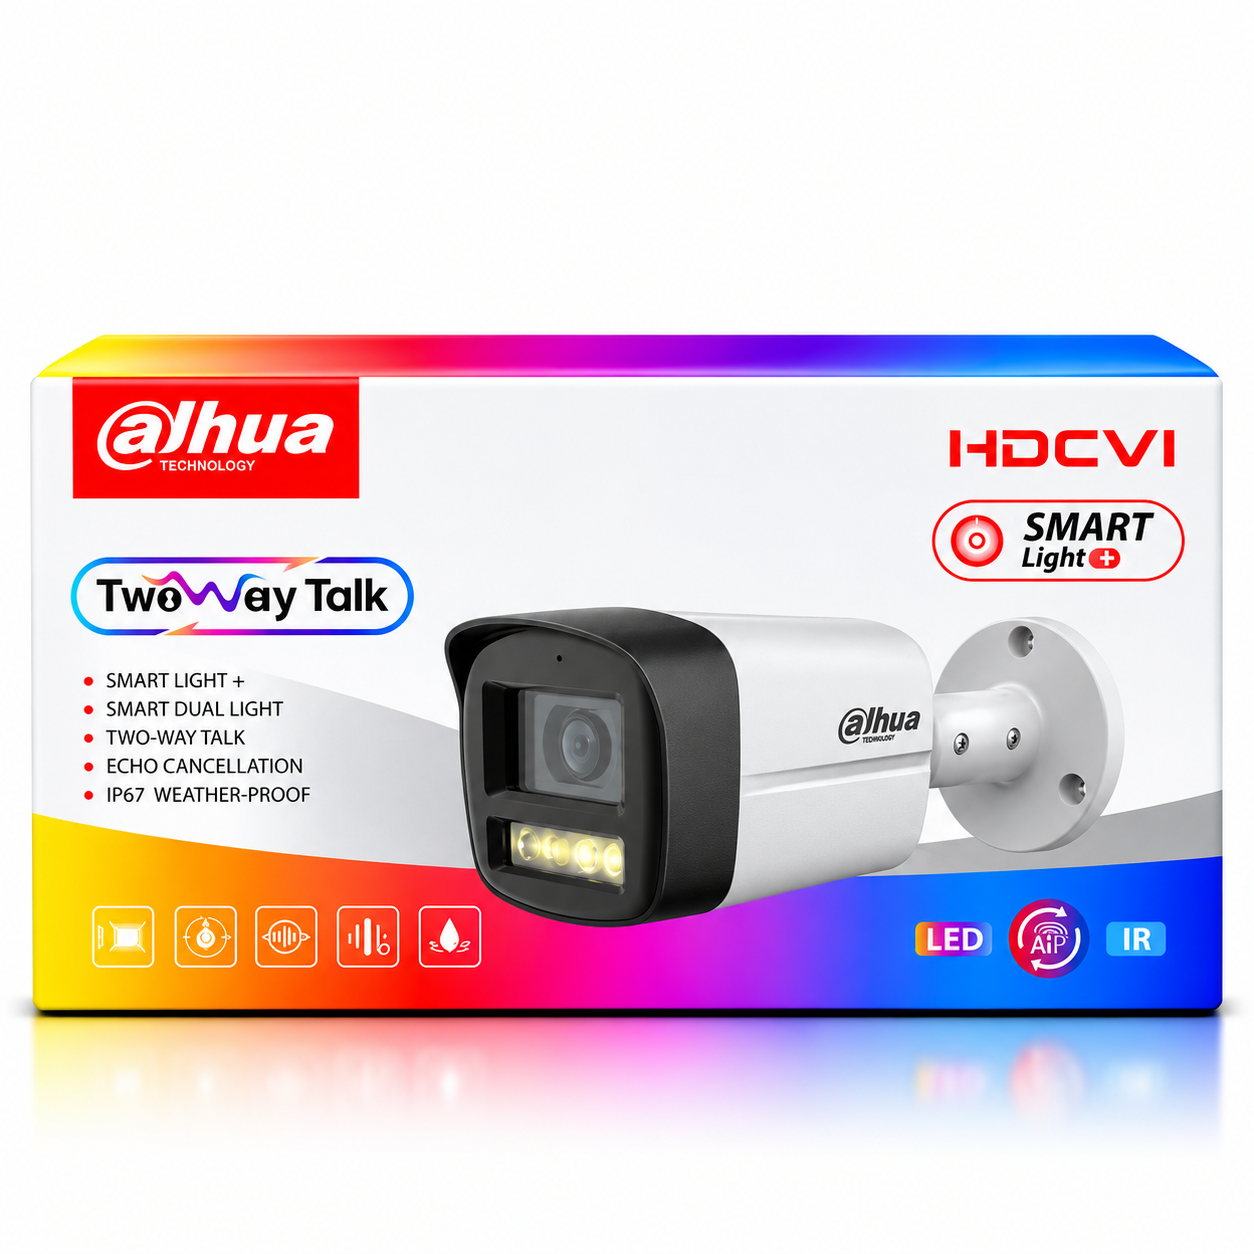 alhua
TECHNOLOGY
HDCVI
SMART
Light +
TwoWay Talk
SMART LIGHT +
SMART DUAL LIGHT
TWO-WAY TALK
ECHO CANCELLATION
IP67 WEATHER-PROOF
alhua
TECHNOLOGY
LED
AiP
IR